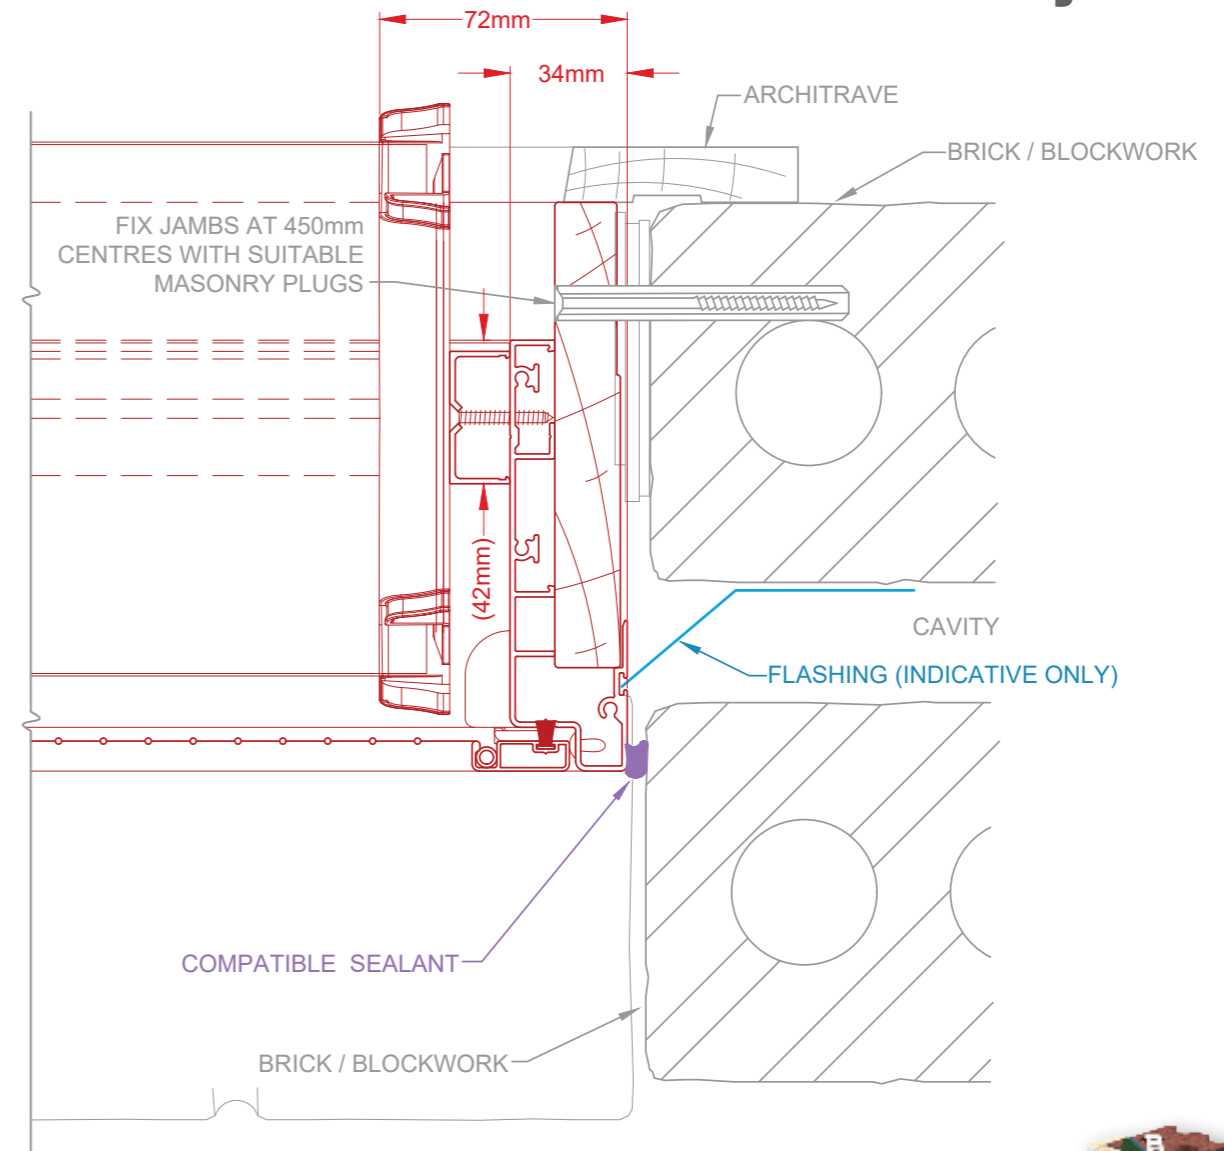 72mm
34mm
ARCHITRAVE
BRICK / BLOCKWORK
FIX JAMBS AT 450mm
CENTRES WITH SUITABLE
MASONRY PLUGS
(42mm)
CAVITY
FLASHING (INDICATIVE ONLY)
COMPATIBLE SEALANT
BRICK / BLOCKWORK